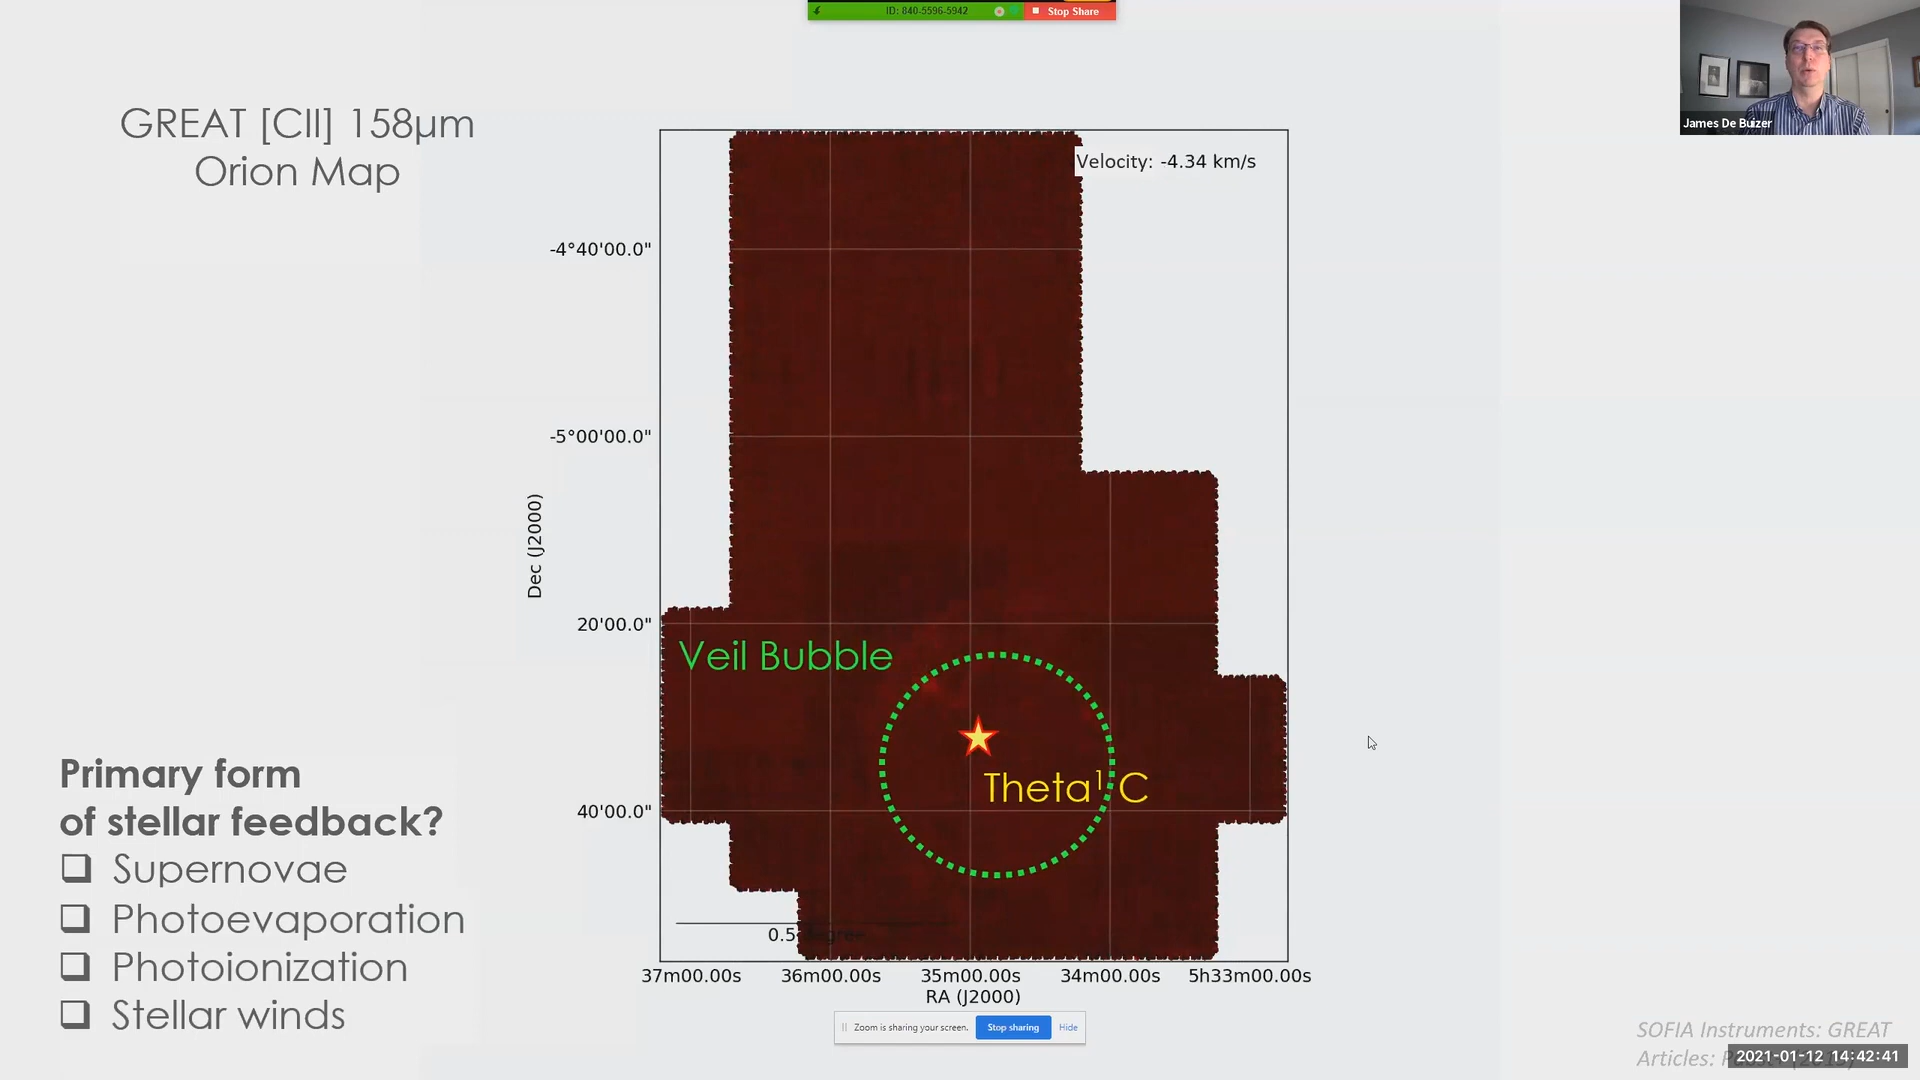 ID: 840-5596-5942
Stop Share
James De Buizer
GREAT [CII] 158µm
Orion Map
Velocity: -4.34 km/s
-4°40'00.0"
-5°00'00.0"
20'00.0"
40'00.0"
Dec (J2000)
Veil Bubble
Theta¹ C
0.5 degree
37m00.00s 36m00.00s 35m00.00s 34m00.00s 5h33m00.00s
RA (J2000)
Primary form
of stellar feedback?
❑ Supernovae
❑ Photoevaporation
❑ Photoionization
❑ Stellar winds
Zoom is sharing your screen. Stop sharing Hide
SOFIA Instruments: GREAT
Articles:
2021-01-12 14:42:41